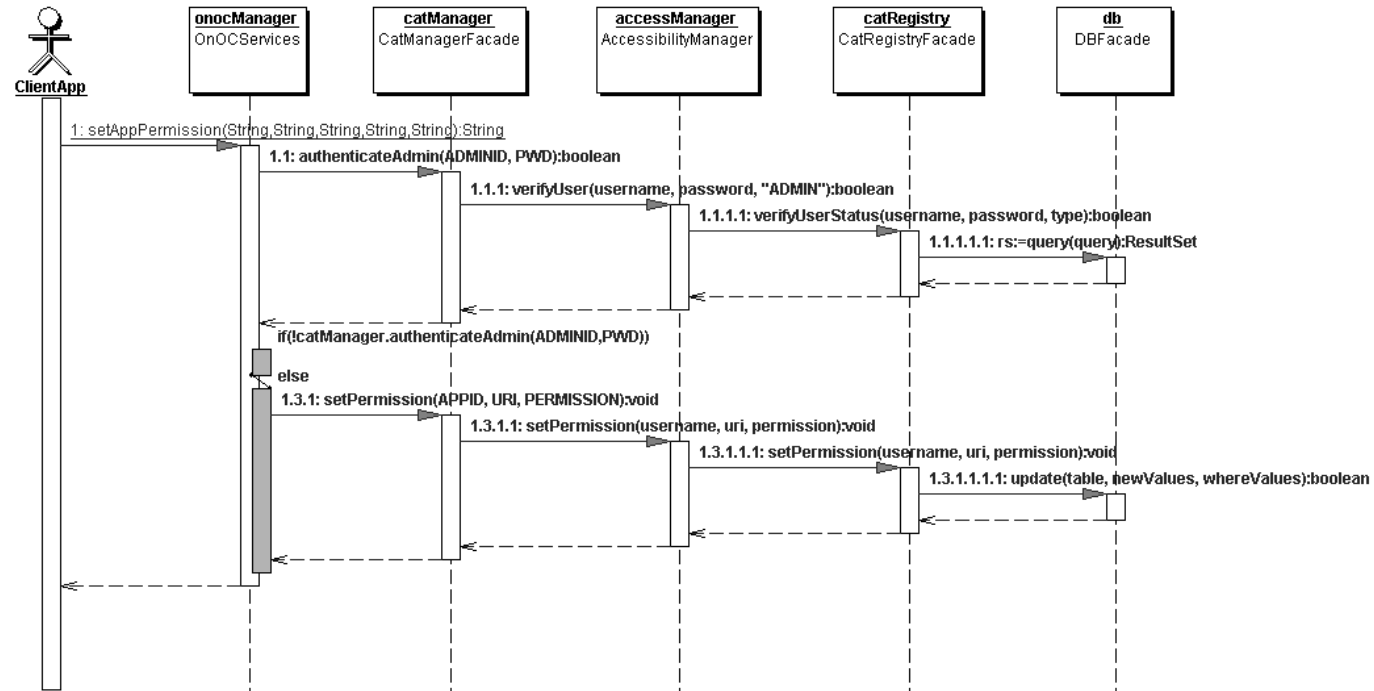 onocManager
OnOCServices
catManager
CatManagerFacade
accessManager
AccessibilityManager
catRegistry
CatRegistryFacade
db
DBFacade
ClientApp
1: setAppPermission(String,String,String,String,String):String
1.1: authenticateAdmin(ADMINID, PWD):boolean
1.1.1: verifyUser(username, password, "ADMIN"):boolean
1.1.1.1: verifyUserStatus(username, password, type):boolean
1.1.1.1.1: rs:=query(query):ResultSet
if(!catManager.authenticateAdmin(ADMINID,PWD))
else
1.3.1: setPermission(APPID, URI, PERMISSION):void
1.3.1.1: setPermission(username, uri, permission):void
1.3.1.1.1: setPermission(username, uri, permission):void
1.3.1.1.1.1: update(table, newValues, whereValues):boolean